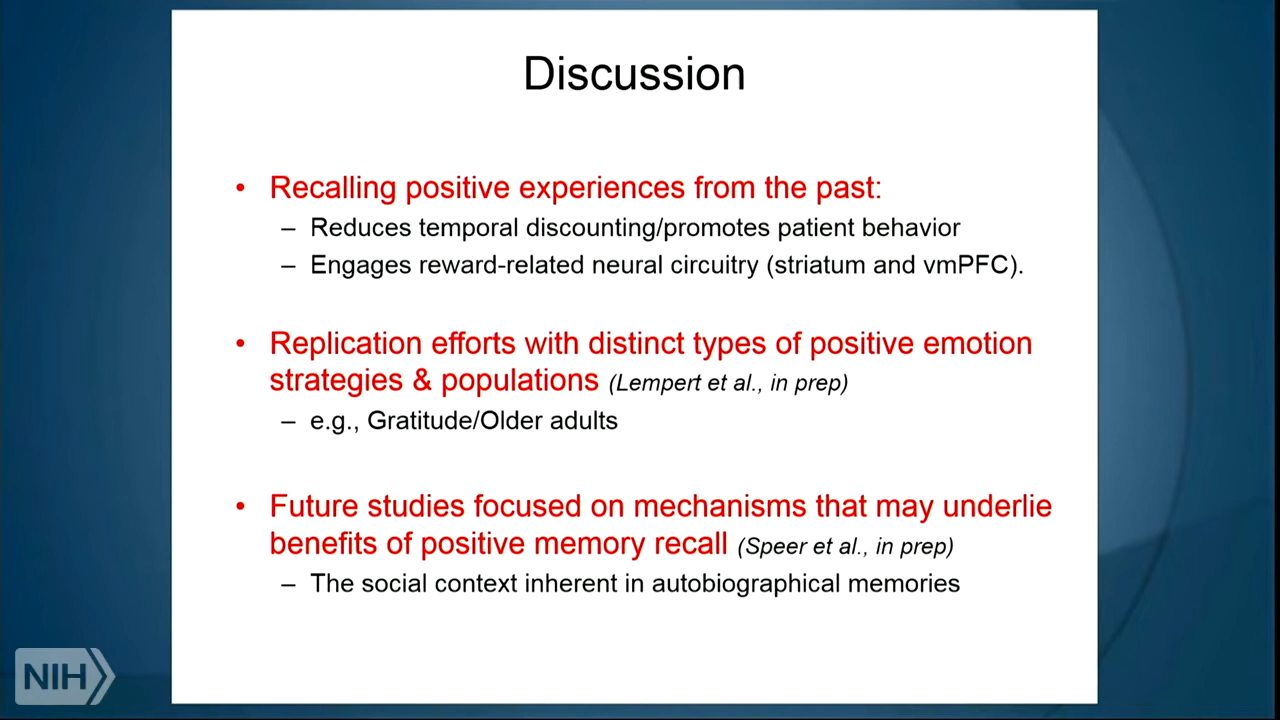 Discussion
• Recalling positive experiences from the past:
– Reduces temporal discounting/promotes patient behavior
– Engages reward-related neural circuitry (striatum and vmPFC).
• Replication efforts with distinct types of positive emotion
strategies & populations (Lempert et al., in prep)
– e.g., Gratitude/Older adults
• Future studies focused on mechanisms that may underlie
benefits of positive memory recall (Speer et al., in prep)
– The social context inherent in autobiographical memories
NIH